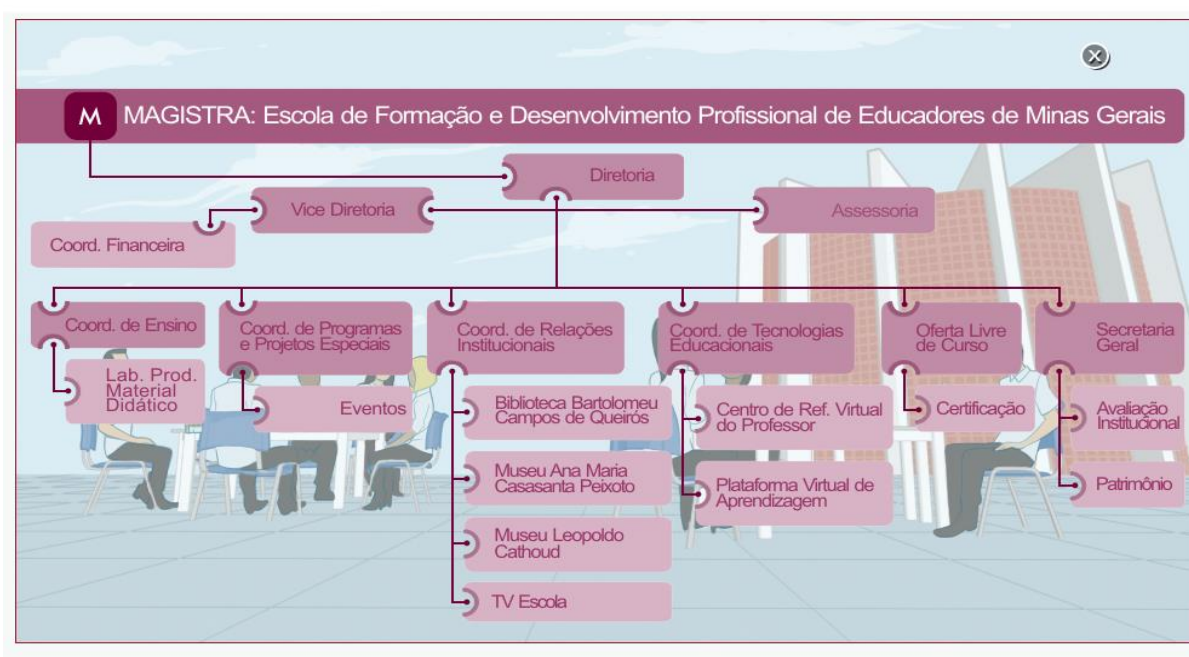 M MAGISTRA: Escola de Formação e Desenvolvimento Profissional de Educadores de Minas Gerais
Diretoria
Vice Diretoria
Assessoria
Coord. Financeira
Coord. de Ensino
Coord. de Programas
e Projetos Especiais
Coord. de Relações
Institucionais
Coord. de Tecnologias
Educacionais
Oferta Livre
de Curso
Secretaria
Geral
Lab. Prod.
Material
Didático
Eventos
Biblioteca Bartolomeu
Campos de Queirós
Museu Ana Maria
Casasanta Peixoto
Museu Leopoldo
Cathoud
TV Escola
Centro de Ref. Virtual
do Professor
Plataforma Virtual de
Aprendizagem
Certificação
Avaliação
Institucional
Patrimônio